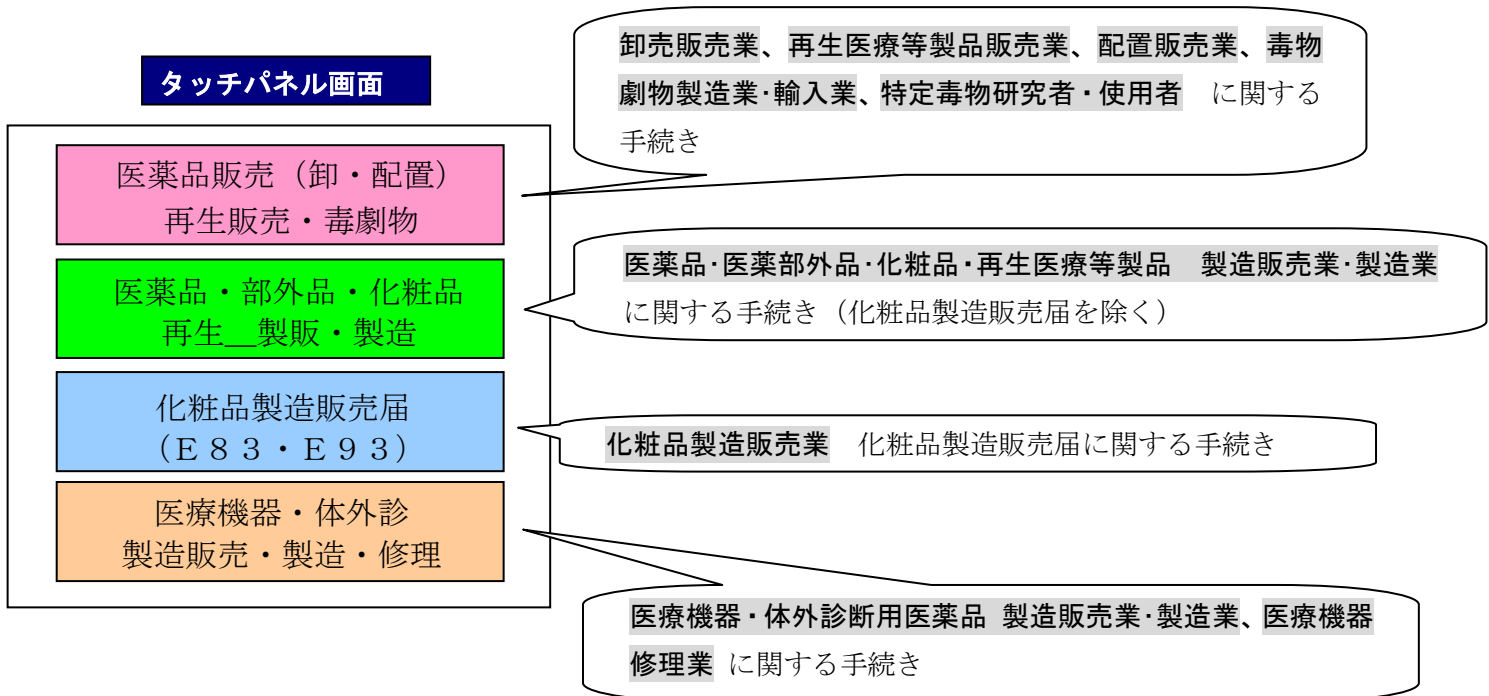 タッチパネル画面
医薬品販売（卸・配置）
再生販売・毒劇物
医薬品・部外品・化粧品
再生__製販・製造
化粧品製造販売届
（Ｅ８３・Ｅ９３）
医療機器・体外診
製造販売・製造・修理
卸売販売業、再生医療等製品販売業、配置販売業、毒物
劇物製造業･輸入業、特定毒物研究者・使用者　に関する
手続き
医薬品･医薬部外品･化粧品･再生医療等製品　製造販売業･製造業
に関する手続き（化粧品製造販売届を除く）
化粧品製造販売業　化粧品製造販売届に関する手続き
医療機器・体外診断用医薬品 製造販売業･製造業、医療機器
修理業 に関する手続き